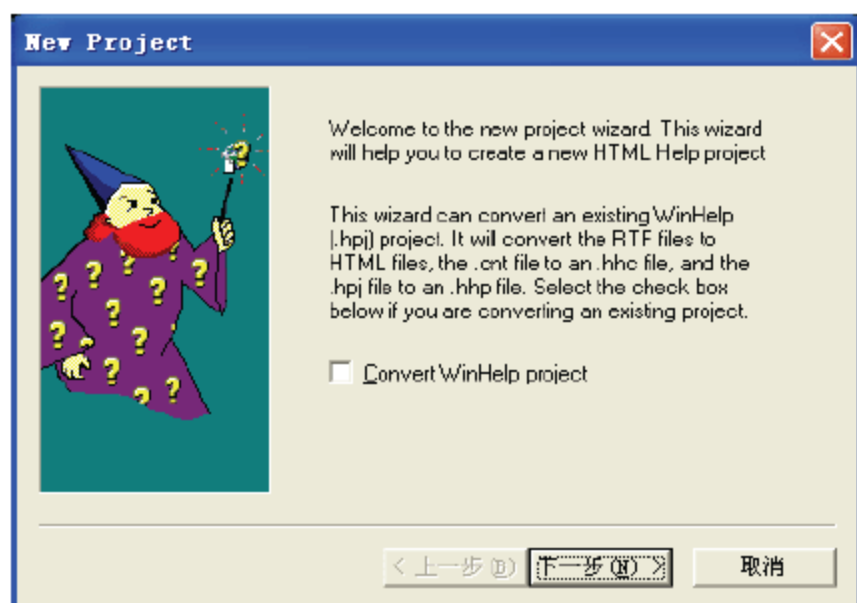 New Project
Welcome to the new project wizard. This wizard
will help you to create a new HTML Help project
This wizard can convert an existing WinHelp
(.hpj) project. It will convert the RTF files to
HTML files, the .cnt file to an .hhc file, and the
.hpj file to an .hhp file. Select the check box
below if you are converting an existing project.
Convert WinHelp project
< 上一步(B) 下一步(N) > 取消